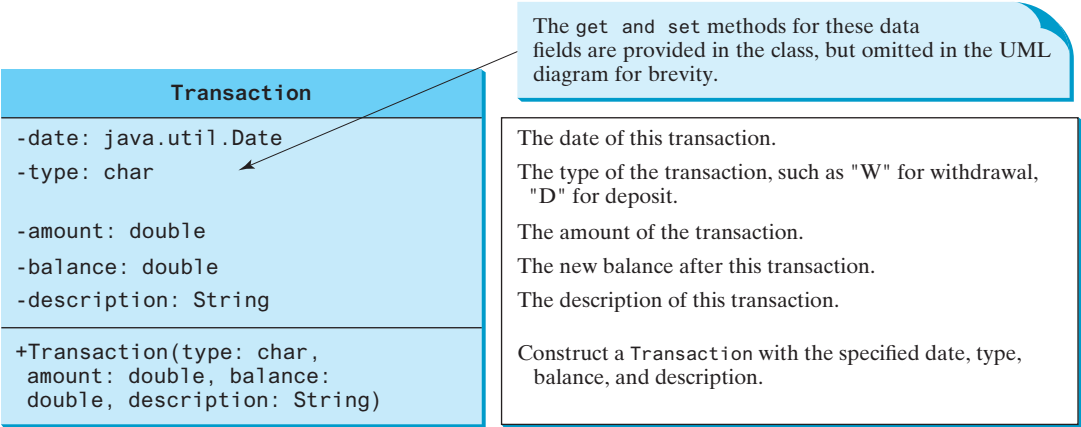 The get and set methods for these data
fields are provided in the class, but omitted in the UML
diagram for brevity.
Transaction
-date: java.util.Date
The date of this transaction.
-type: char
The type of the transaction, such as "W" for withdrawal,
"D" for deposit.
-amount: double
The amount of the transaction.
-balance: double
The new balance after this transaction.
-description: String
The description of this transaction.
+Transaction(type: char,
amount: double, balance:
double, description: String)
Construct a Transaction with the specified date, type,
balance, and description.